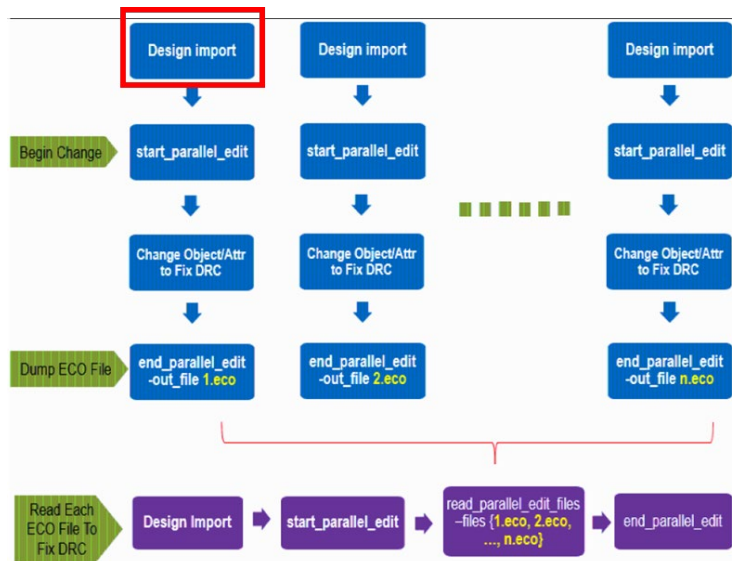 Design import
Design import
Design import
Begin Change
start_parallel_edit
start_parallel_edit
start_parallel_edit
Change Object/Attr
to Fix DRC
Change Object/Attr
to Fix DRC
Change Object/Attr
to Fix DRC
Dump ECO File
end_parallel_edit
-out_file 1.eco
end_parallel_edit
-out_file 2.eco
end_parallel_edit
-out_file n.eco
Read Each
ECO File To
Fix DRC
Design Import
start_parallel_edit
read_parallel_edit_files
–files {1.eco, 2.eco,
…, n.eco}
end_parallel_edit